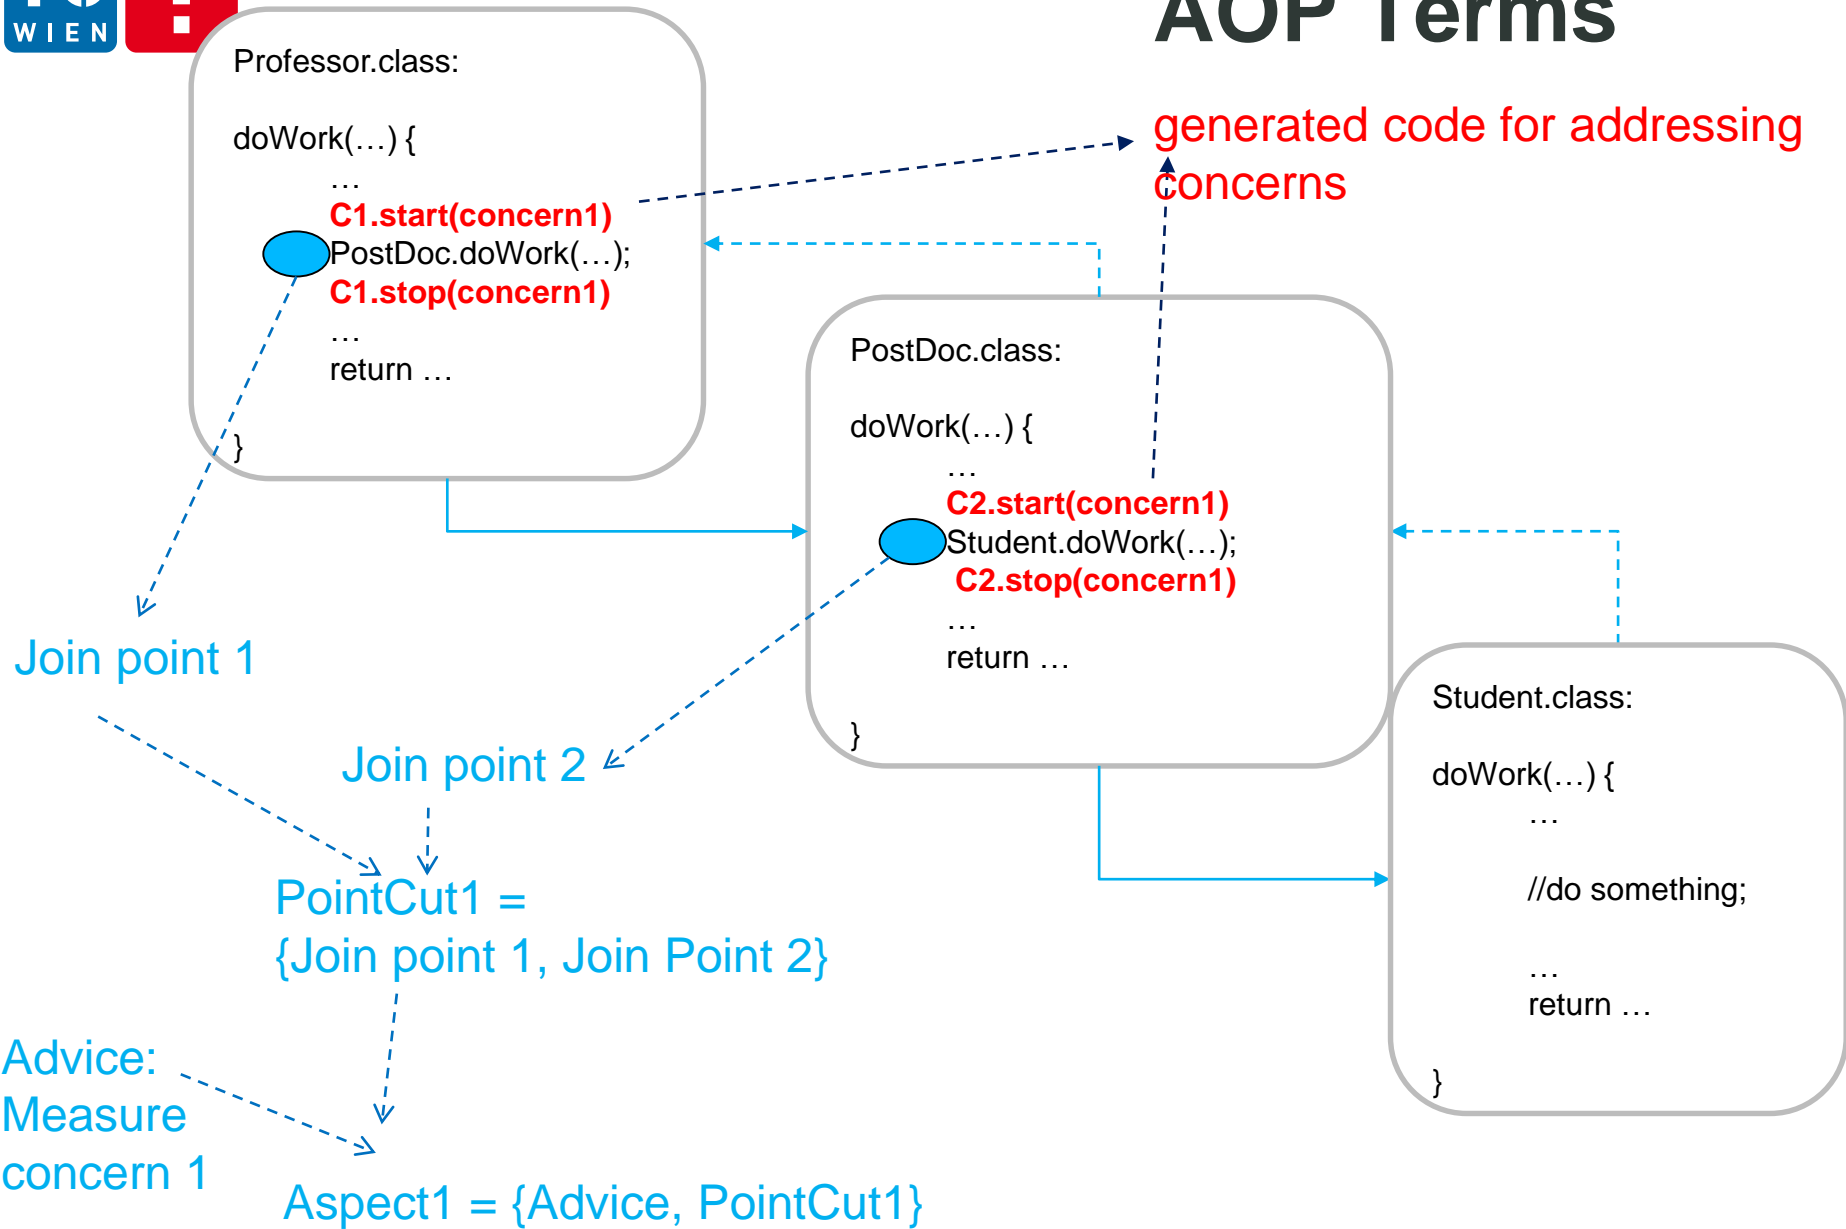 WIEN
AOP Terms
Professor.class:
doWork(…) {
…
C1.start(concern1)
PostDoc.doWork(…);
C1.stop(concern1)
…
return …
}
generated code for addressing
concerns
PostDoc.class:
doWork(…) {
…
C2.start(concern1)
Student.doWork(…);
C2.stop(concern1)
…
return …
}
Student.class:
doWork(…) {
…
//do something;
…
return …
}
Join point 1
Join point 2
PointCut1 =
{Join point 1, Join Point 2}
Advice:
Measure
concern 1
Aspect1 = {Advice, PointCut1}